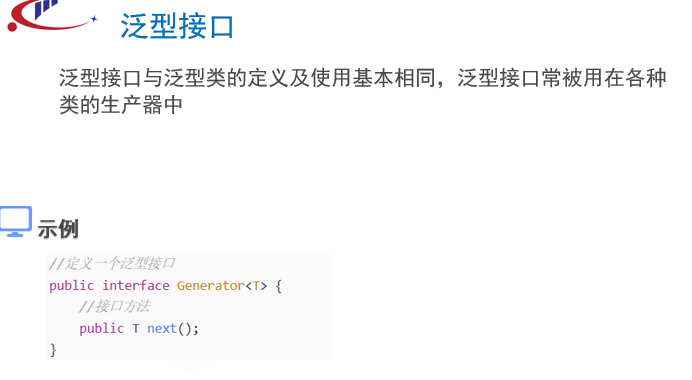 泛型接口
泛型接口与泛型类的定义及使用基本相同，泛型接口常被用在各种
类的生产器中
示例
//定义一个泛型接口
public interface Generator<T> {
    //接口方法
    public T next();
}